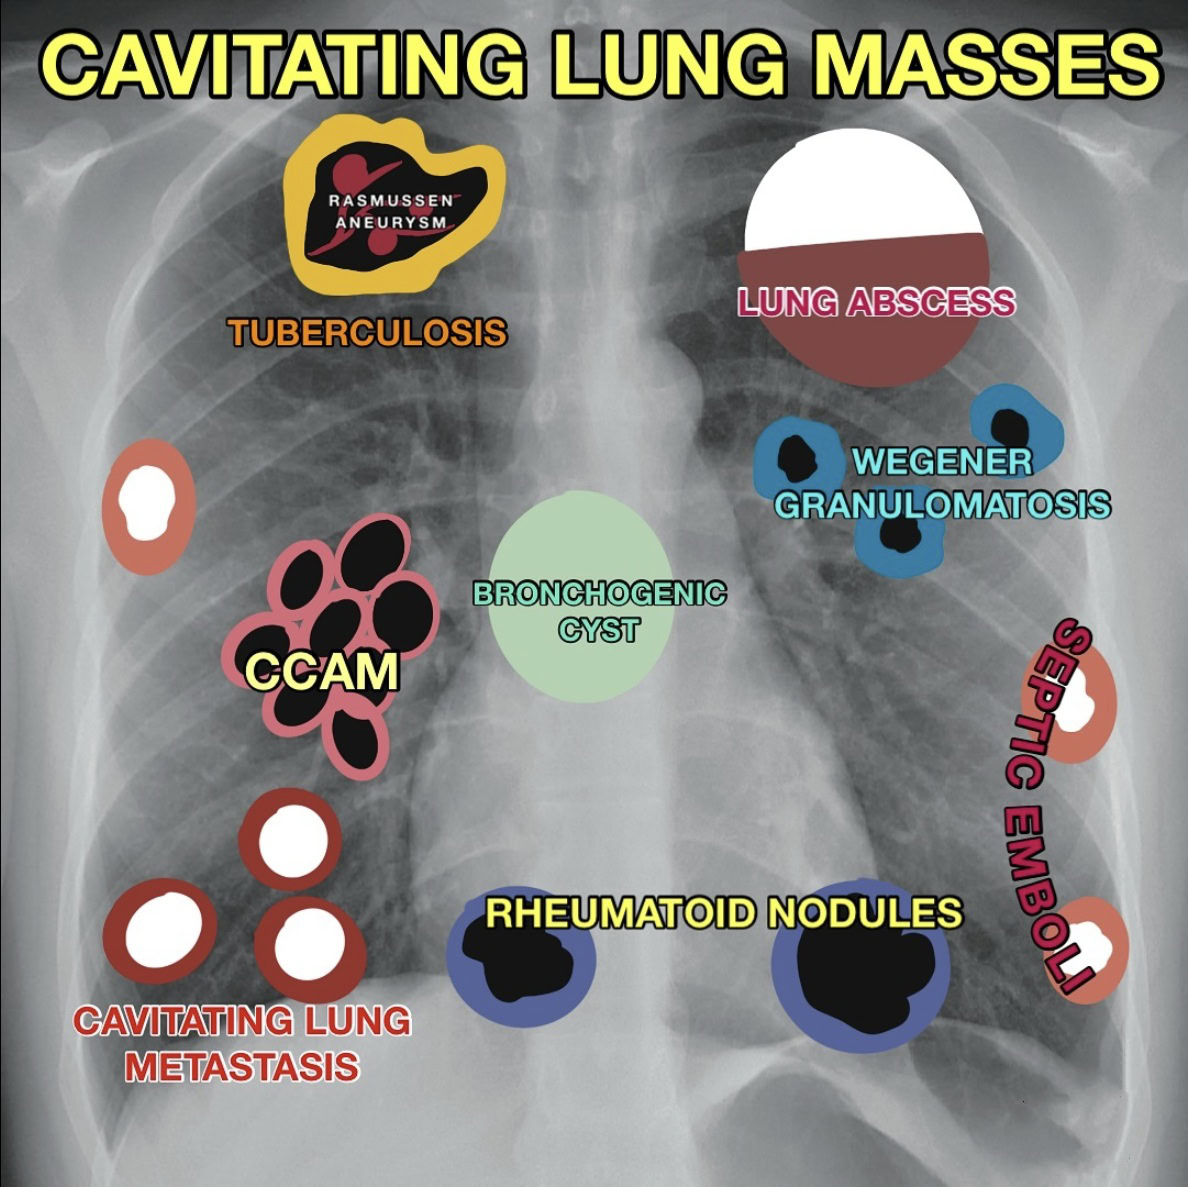 CAVITATING LUNG MASSES
RASMUSSEN
ANEURYSM
TUBERCULOSIS
LUNG ABSCESS
WEGENER
GRANULOMATOSIS
BRONCHOGENIC
CYST
CCAM
SEPTIC EMBOLI
RHEUMATOID NODULES
CAVITATING LUNG
METASTASIS